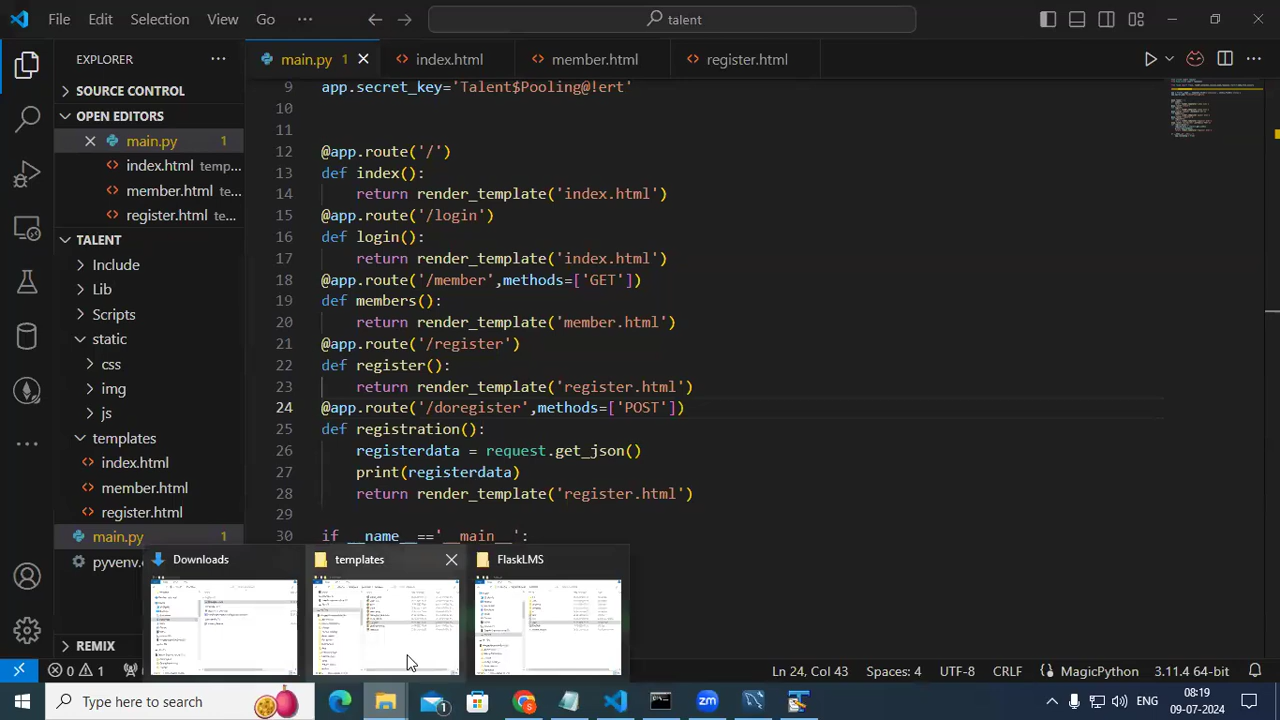 File Edit Selection View Go ··· talent
EXPLORER ···
main.py 1
index.html
member.html
register.html
SOURCE CONTROL
OPEN EDITORS
main.py 1
index.html temp...
member.html te...
register.html te...
TALENT
Include
Lib
Scripts
static
css
img
js
templates
index.html
member.html
register.html
main.py 1
pyvenv.c
REMIX
9 app.secret_key='Talent$Pooling@!ert'
10
11
12 @app.route('/')
13 def index():
14 return render_template('index.html')
15 @app.route('/login')
16 def login():
17 return render_template('index.html')
18 @app.route('/member',methods=['GET'])
19 def members():
20 return render_template('member.html')
21 @app.route('/register')
22 def register():
23 return render_template('register.html')
24 @app.route('/doregister',methods=['POST'])
25 def registration():
26 registerdata = request.get_json()
27 print(registerdata)
28 return render_template('register.html')
29
30 if __name__=='__main__':
Downloads
templates
FlaskLMS
Ln 24, Col 43 Spaces: 4 UTF-8 CRLF MagicPython
4-bit
Type here to search
ENG
08:19
09-07-2024